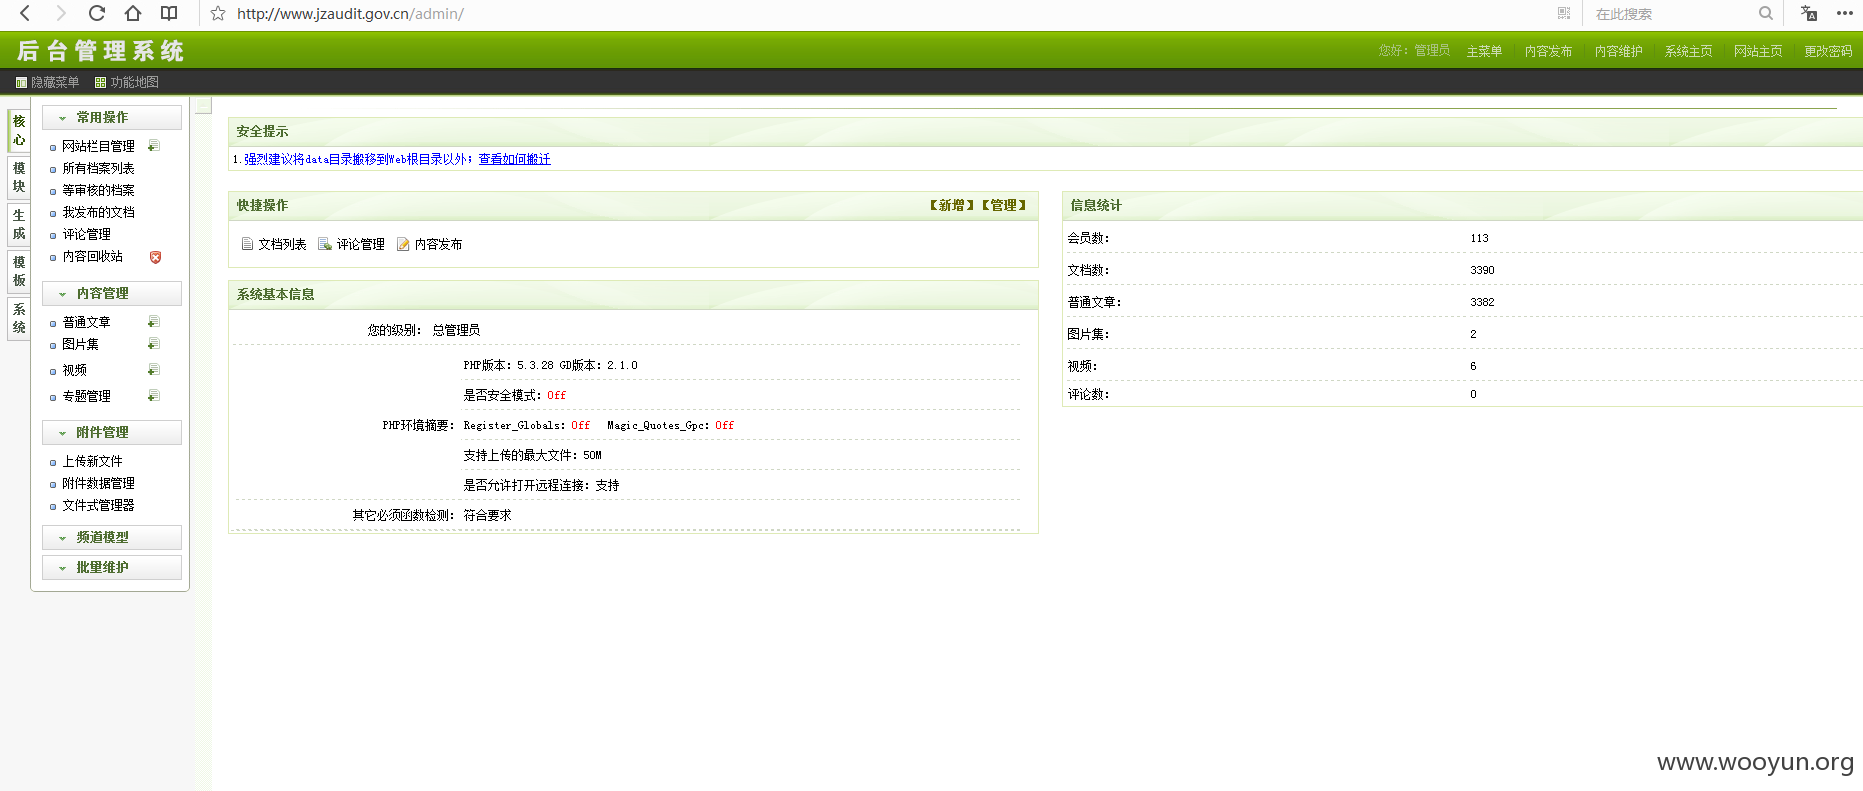 http://www.jzaudit.gov.cn/admin/
在此搜索
后台管理系统
您好：管理员 主菜单 内容发布 内容维护 系统主页 网站主页 更改密码
隐藏菜单 功能地图
核心
模块
生成
模板
系统
常用操作
网站栏目管理
所有档案列表
等审核的档案
我发布的文档
评论管理
内容回收站
内容管理
普通文章
图片集
视频
专题管理
附件管理
上传新文件
附件数据管理
文件式管理器
频道模型
批量维护
安全提示
1.强烈建议将data目录搬移到Web根目录以外；查看如何搬迁
快捷操作 【新增】【管理】
文档列表 评论管理 内容发布
系统基本信息
您的级别： 总管理员
PHP版本：5.3.28 GD版本：2.1.0
是否安全模式：Off
PHP环境摘要： Register_Globals：Off Magic_Quotes_Gpc：Off
支持上传的最大文件：50M
是否允许打开远程连接：支持
其它必须函数检测： 符合要求
信息统计
会员数： 113
文档数： 3390
普通文章： 3382
图片集： 2
视频： 6
评论数： 0
www.wooyun.org